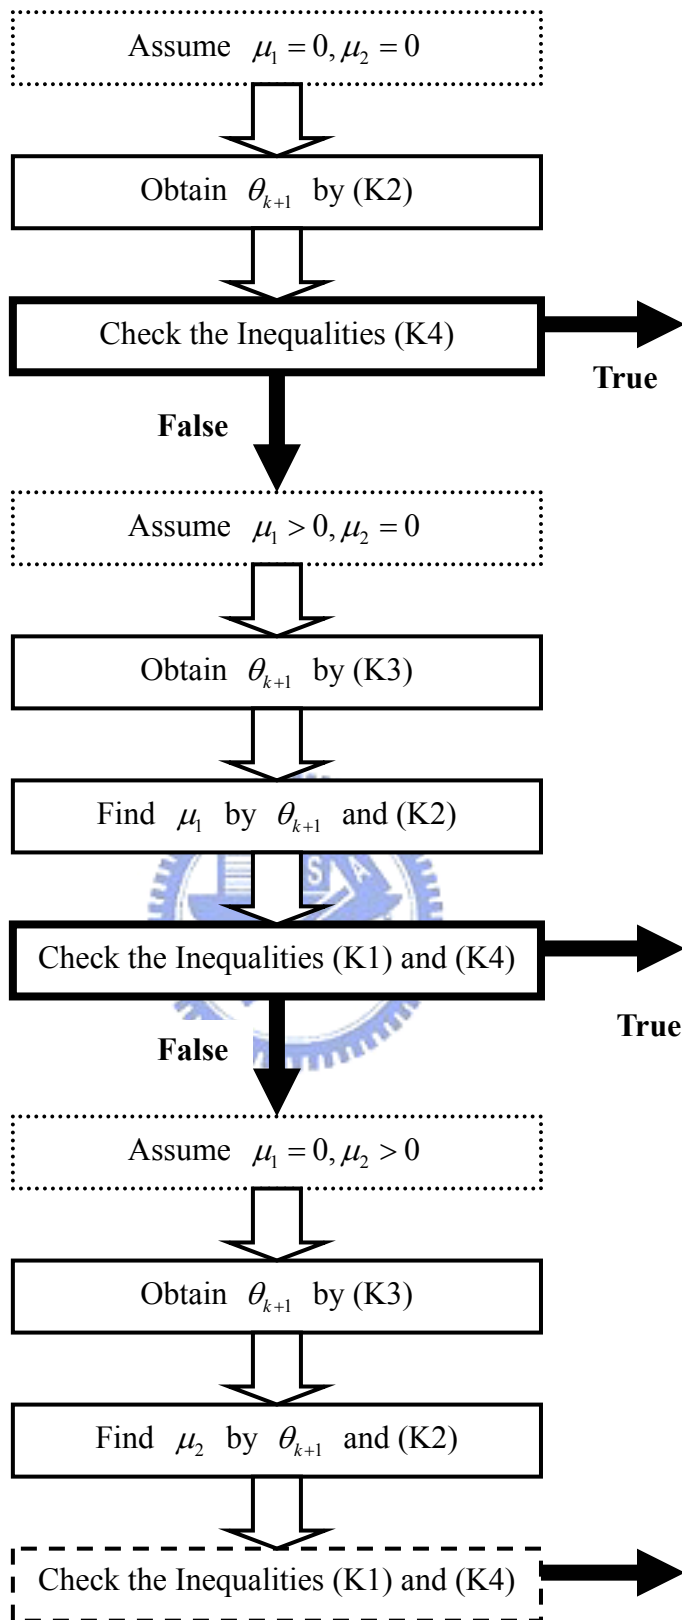 Assume μ₁ = 0, μ₂ = 0
Obtain θₖ₊₁ by (K2)
Check the Inequalities (K4)
True
False
Assume μ₁ > 0, μ₂ = 0
Obtain θₖ₊₁ by (K3)
Find μ₁ by θₖ₊₁ and (K2)
S A
Check the Inequalities (K1) and (K4)
True
False
Assume μ₁ = 0, μ₂ > 0
Obtain θₖ₊₁ by (K3)
Find μ₂ by θₖ₊₁ and (K2)
Check the Inequalities (K1) and (K4)